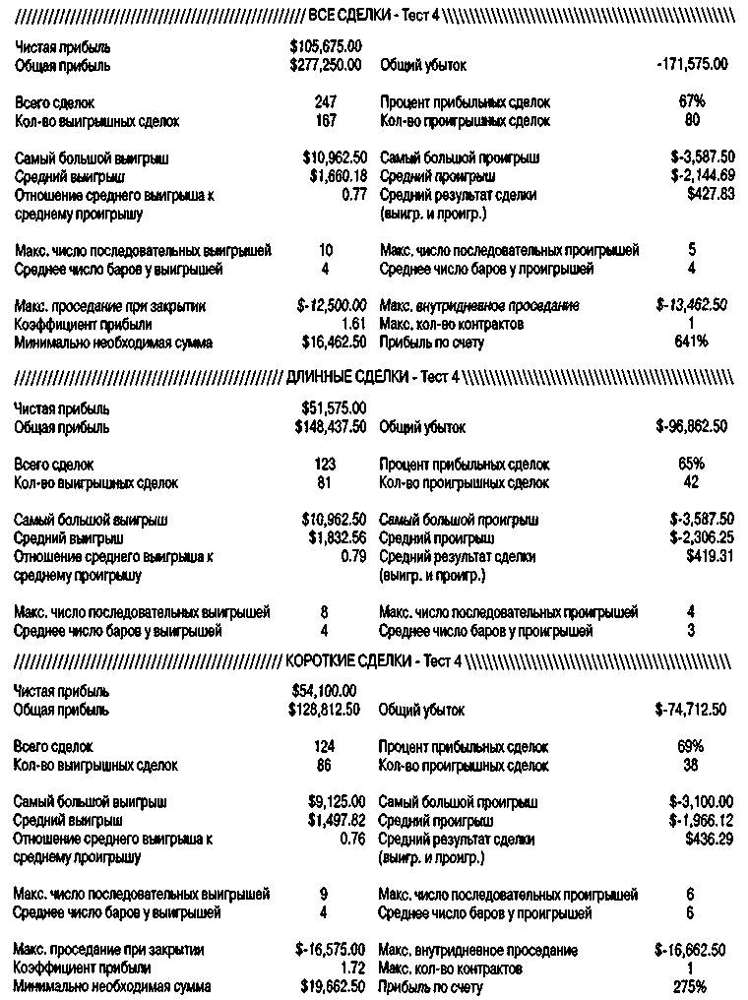 ///////////////////////////////////////////// ВСЕ СДЕЛКИ - Тест 4 \\\\\\\\\\\\\\\\\\\\\\\\\\\\\\\\\\\\\\\\\\\\\
Чистая прибыль $105,675.00
Общая прибыль $277,250.00 Общий убыток -171,575.00
Всего сделок 247 Процент прибыльных сделок 67%
Кол-во выигрышных сделок 167 Кол-во проигрышных сделок 80
Самый большой выигрыш $10,962.50 Самый большой проигрыш $-3,587.50
Средний выигрыш $1,660.18 Средний проигрыш $-2,144.69
Отношение среднего выигрыша к 0.77 Средний результат сделки $427.83
среднему проигрышу (выигр. и проигр.)
Макс. число последовательных выигрышей 10 Макс. число последовательных проигрышей 5
Среднее число баров у выигрышей 4 Среднее число баров у проигрышей 4
Макс. проседание при закрытии $-12,500.00 Макс. внутридневное проседание $-13,462.50
Коэффициент прибыли 1.61 Макс. кол-во контрактов 1
Минимально необходимая сумма $16,462.50 Прибыль по счету 641%
///////////////////////////////////////////// ДЛИННЫЕ СДЕЛКИ - Тест 4 \\\\\\\\\\\\\\\\\\\\\\\\\\\\\\\\\\\\\\\\\\\\\
Чистая прибыль $51,575.00
Общая прибыль $148,437.50 Общий убыток $-96,862.50
Всего сделок 123 Процент прибыльных сделок 65%
Кол-во выигрышных сделок 81 Кол-во проигрышных сделок 42
Самый большой выигрыш $10,962.50 Самый большой проигрыш $-3,587.50
Средний выигрыш $1,832.56 Средний проигрыш $-2,306.25
Отношение среднего выигрыша к 0.79 Средний результат сделки $419.31
среднему проигрышу (выигр. и проигр.)
Макс. число последовательных выигрышей 8 Макс. число последовательных проигрышей 4
Среднее число баров у выигрышей 4 Среднее число баров у проигрышей 3
///////////////////////////////////////////// КОРОТКИЕ СДЕЛКИ - Тест 4 \\\\\\\\\\\\\\\\\\\\\\\\\\\\\\\\\\\\\\\\\\\\\
Чистая прибыль $54,100.00
Общая прибыль $128,812.50 Общий убыток $-74,712.50
Всего сделок 124 Процент прибыльных сделок 69%
Кол-во выигрышных сделок 86 Кол-во проигрышных сделок 38
Самый большой выигрыш $9,125.00 Самый большой проигрыш $-3,100.00
Средний выигрыш $1,497.82 Средний проигрыш $-1,966.12
Отношение среднего выигрыша к 0.76 Средний результат сделки $436.29
среднему проигрышу (выигр. и проигр.)
Макс. число последовательных выигрышей 9 Макс. число последовательных проигрышей 6
Среднее число баров у выигрышей 4 Среднее число баров у проигрышей 6
Макс. проседание при закрытии $-16,575.00 Макс. внутридневное проседание $-16,662.50
Коэффициент прибыли 1.72 Макс. кол-во контрактов 1
Минимально необходимая сумма $19,662.50 Прибыль по счету 275%